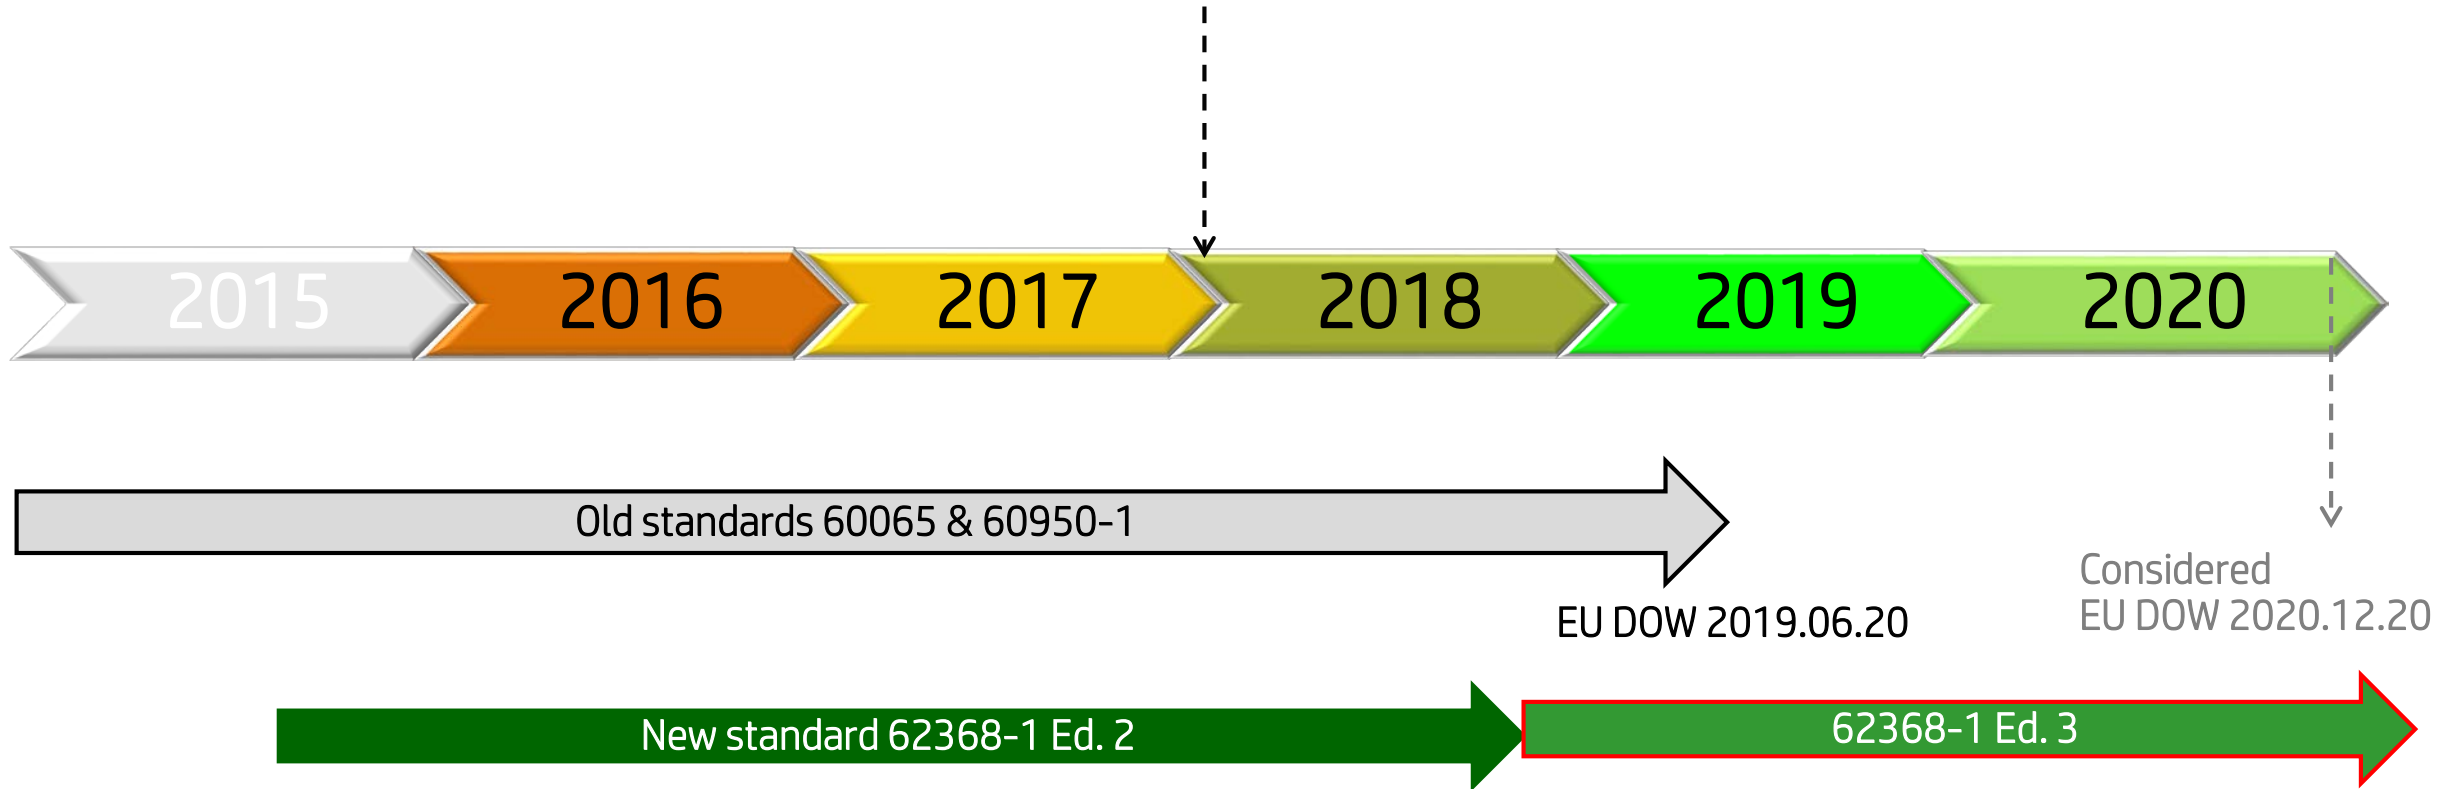 2015
2016
2017
2018
2019
2020
Old standards 60065 & 60950-1
Considered
EU DOW 2020.12.20
EU DOW 2019.06.20
New standard 62368-1 Ed. 2
62368-1 Ed. 3